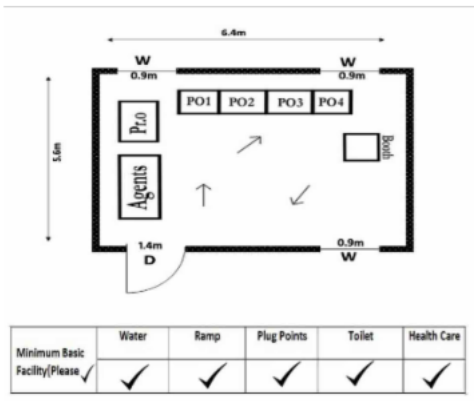 6.4m
W
W
0.9m
0.9m
PO1 PO2 PO3 PO4
Pr.o
5.6m
Booth
Agents
1.4m
0.9m
D
W
Water Ramp Plug Points Toilet Health Care
Minimum Basic
Facility(Please ✓ ✓ ✓ ✓ ✓ ✓